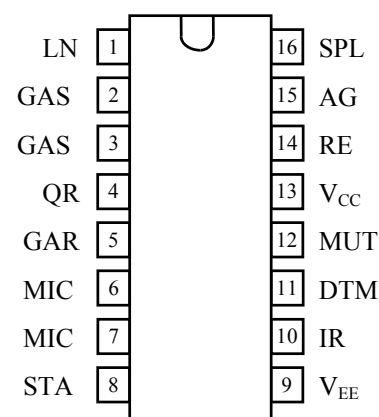 LN 1 16 SPL
GAS 2 15 AG
GAS 3 14 RE
QR 4 13 VCC
GAR 5 12 MUT
MIC 6 11 DTM
MIC 7 10 IR
STA 8 9 VEE